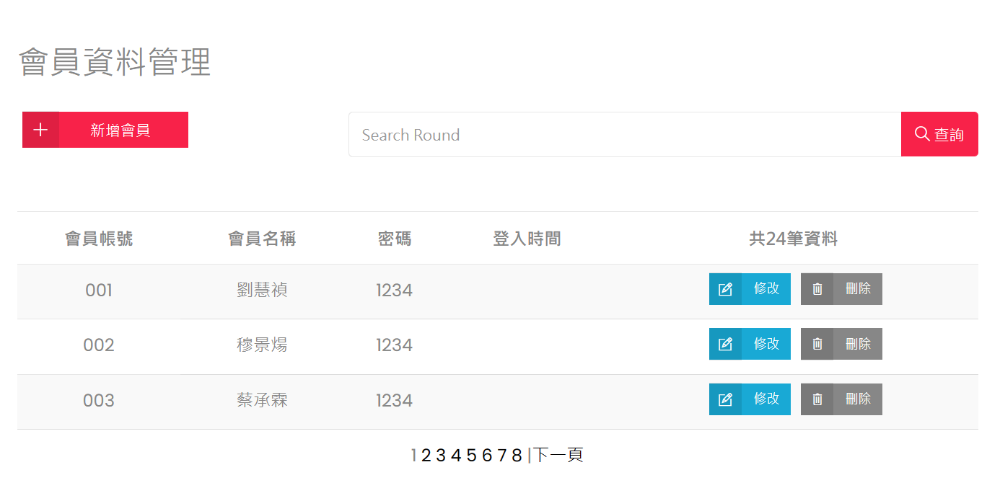 會員資料管理
新增會員
Search Round
查詢
會員帳號 會員名稱 密碼 登入時間 共24筆資料
001 劉慧禎 1234 修改 刪除
002 穆景煬 1234 修改 刪除
003 蔡承霖 1234 修改 刪除
1 2 3 4 5 6 7 8 |下一頁